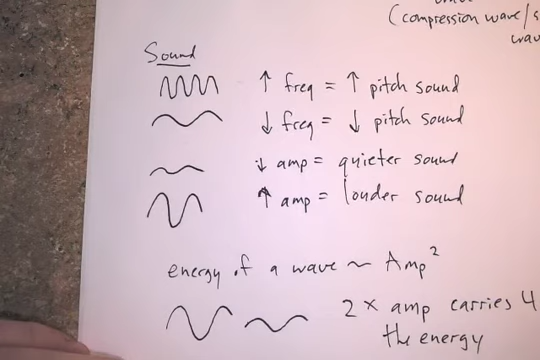 (compression wave/s
Sound
↑ freq = ↑ pitch sound
↓ freq = ↓ pitch sound
↓ amp = quieter sound
↑ amp = louder sound
energy of a wave ~ Amp²
2 x amp carries 4
the energy